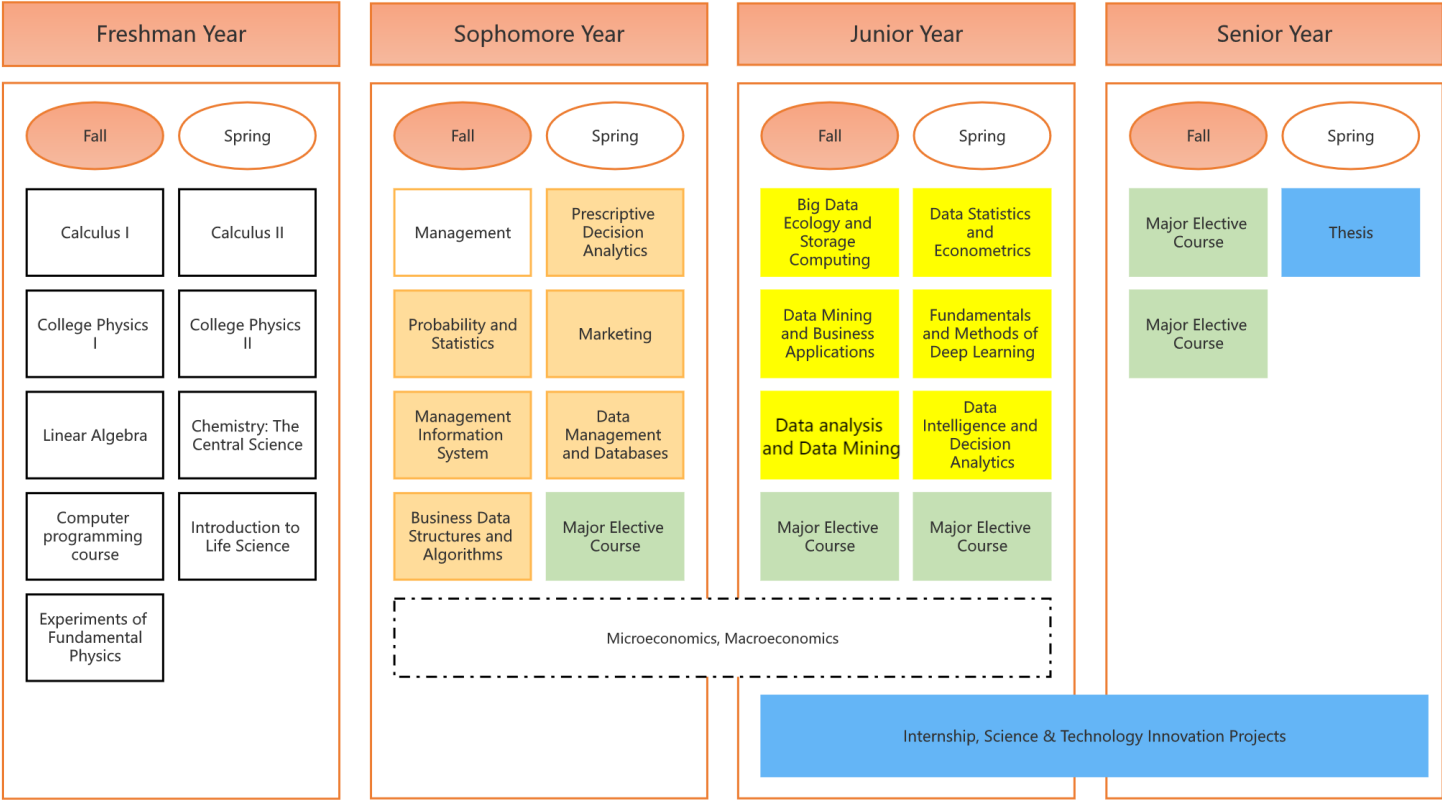 Freshman Year
Sophomore Year
Junior Year
Senior Year
Fall
Spring
Fall
Spring
Fall
Spring
Fall
Spring
Calculus I
Calculus II
College Physics
I
College Physics
II
Linear Algebra
Chemistry: The
Central Science
Computer
programming
course
Introduction to
Life Science
Experiments of
Fundamental
Physics
Management
Prescriptive
Decision
Analytics
Probability and
Statistics
Marketing
Management
Information
System
Data
Management
and Databases
Business Data
Structures and
Algorithms
Major Elective
Course
Big Data
Ecology and
Storage
Computing
Data Statistics
and
Econometrics
Data Mining
and Business
Applications
Fundamentals
and Methods of
Deep Learning
Data analysis
and Data Mining
Data
Intelligence and
Decision
Analytics
Major Elective
Course
Major Elective
Course
Major Elective
Course
Thesis
Major Elective
Course
Microeconomics, Macroeconomics
Internship, Science & Technology Innovation Projects